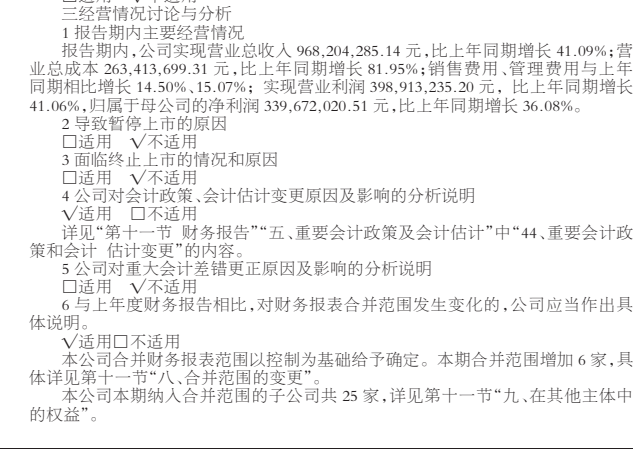 三经营情况讨论与分析
1 报告期内主要经营情况
报告期内,公司实现营业总收入 968,204,285.14 元,比上年同期增长 41.09%;营
业总成本 263,413,699.31 元,比上年同期增长 81.95%;销售费用、管理费用与上年
同期相比增长 14.50%、15.07%; 实现营业利润 398,913,235.20 元, 比上年同期增长
41.06%,归属于母公司的净利润 339,672,020.51 元,比上年同期增长 36.08%。
2 导致暂停上市的原因
□适用 √不适用
3 面临终止上市的情况和原因
□适用 √不适用
4 公司对会计政策、会计估计变更原因及影响的分析说明
√适用 □不适用
详见“第十一节 财务报告”“五、重要会计政策及会计估计”中“44、重要会计政
策和会计 估计变更”的内容。
5 公司对重大会计差错更正原因及影响的分析说明
□适用 √不适用
6 与上年度财务报告相比,对财务报表合并范围发生变化的,公司应当作出具
体说明。
√适用□不适用
本公司合并财务报表范围以控制为基础给予确定。本期合并范围增加 6 家,具
体详见第十一节“八、合并范围的变更”。
本公司本期纳入合并范围的子公司共 25 家,详见第十一节“九、在其他主体中
的权益”。